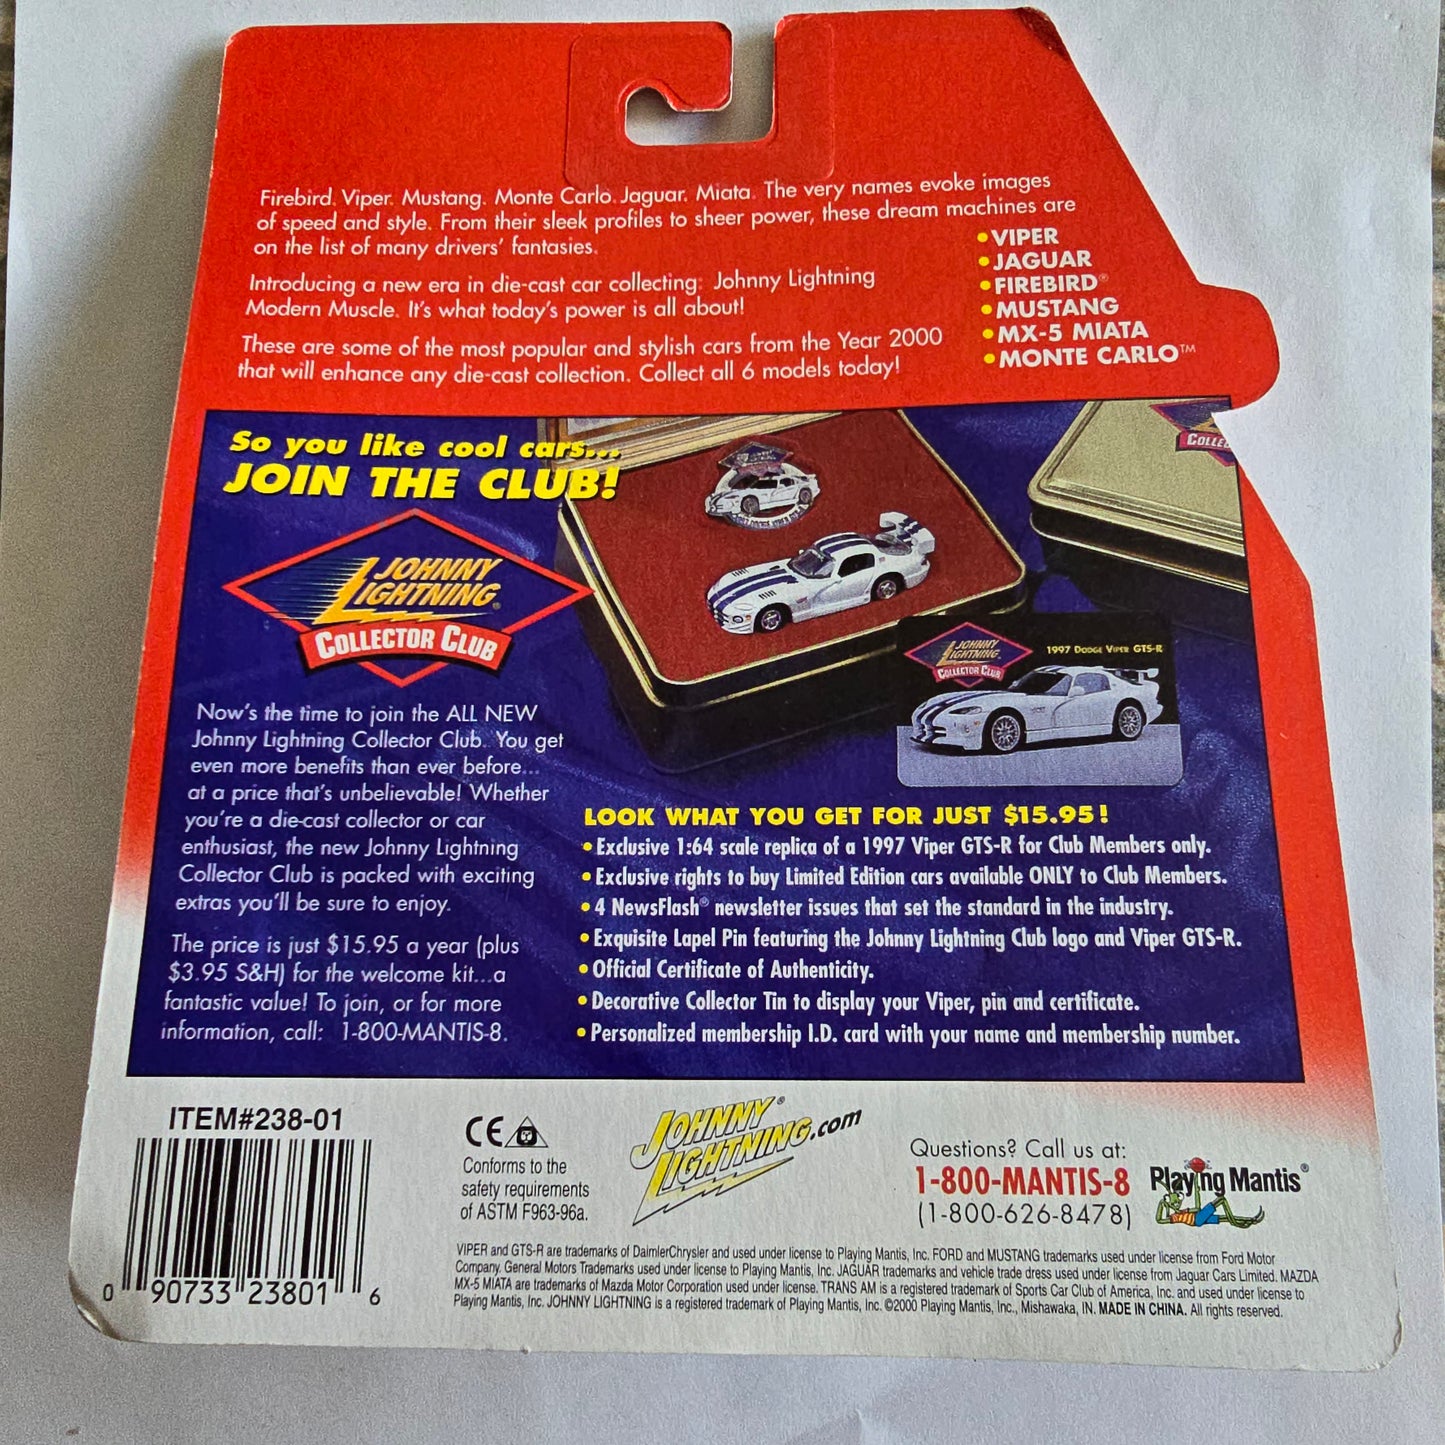 Firebird. Viper. Mustang. Monte Carlo. Jaguar. Miata. The very names evoke images
of speed and style. From their sleek profiles to sheer power, these dream machines are
on the list of many drivers' fantasies.
Introducing a new era in die-cast car collecting: Johnny Lightning
Modern Muscle. It's what today's power is all about!
These are some of the most popular and stylish cars from the Year 2000
that will enhance any die-cast collection. Collect all 6 models today!
• VIPER
• JAGUAR
• FIREBIRD®
• MUSTANG
• MX-5 MIATA
• MONTE CARLO™
So you like cool cars...
JOIN THE CLUB!
JOHNNY
LIGHTNING®
COLLECTOR CLUB
Now's the time to join the ALL NEW
Johnny Lightning Collector Club. You get
even more benefits than ever before...
at a price that's unbelievable! Whether
you're a die-cast collector or car
enthusiast, the new Johnny Lightning
Collector Club is packed with exciting
extras you'll be sure to enjoy.
The price is just $15.95 a year (plus
$3.95 S&H) for the welcome kit...a
fantastic value! To join, or for more
information, call: 1-800-MANTIS-8.
JOHNNY
LIGHTNING
COLLECTOR CLUB
1997 DODGE VIPER GTS-R
LOOK WHAT YOU GET FOR JUST $15.95!
• Exclusive 1:64 scale replica of a 1997 Viper GTS-R for Club Members only.
• Exclusive rights to buy Limited Edition cars available ONLY to Club Members.
• 4 NewsFlash® newsletter issues that set the standard in the industry.
• Exquisite Lapel Pin featuring the Johnny Lightning Club logo and Viper GTS-R.
• Official Certificate of Authenticity.
• Decorative Collector Tin to display your Viper, pin and certificate.
• Personalized membership I.D. card with your name and membership number.
ITEM#238-01
0 90733 23801 6
CE
Conforms to the
safety requirements
of ASTM F963-96a.
JOHNNY®
LIGHTNING.com
Questions? Call us at:
1-800-MANTIS-8
(1-800-626-8478)
Playing Mantis®
VIPER and GTS-R are trademarks of DaimlerChrysler and used under license to Playing Mantis, Inc. FORD and MUSTANG trademarks used under license from Ford Motor
Company. General Motors Trademarks used under license to Playing Mantis, Inc. JAGUAR trademarks and vehicle trade dress used under license from Jaguar Cars Limited. MAZDA
MX-5 MIATA are trademarks of Mazda Motor Corporation used under license. TRANS AM is a registered trademark of Sports Car Club of America, Inc. and used under license to
Playing Mantis, Inc. JOHNNY LIGHTNING is a registered trademark of Playing Mantis, Inc. ©2000 Playing Mantis, Inc., Mishawaka, IN. MADE IN CHINA. All rights reserved.